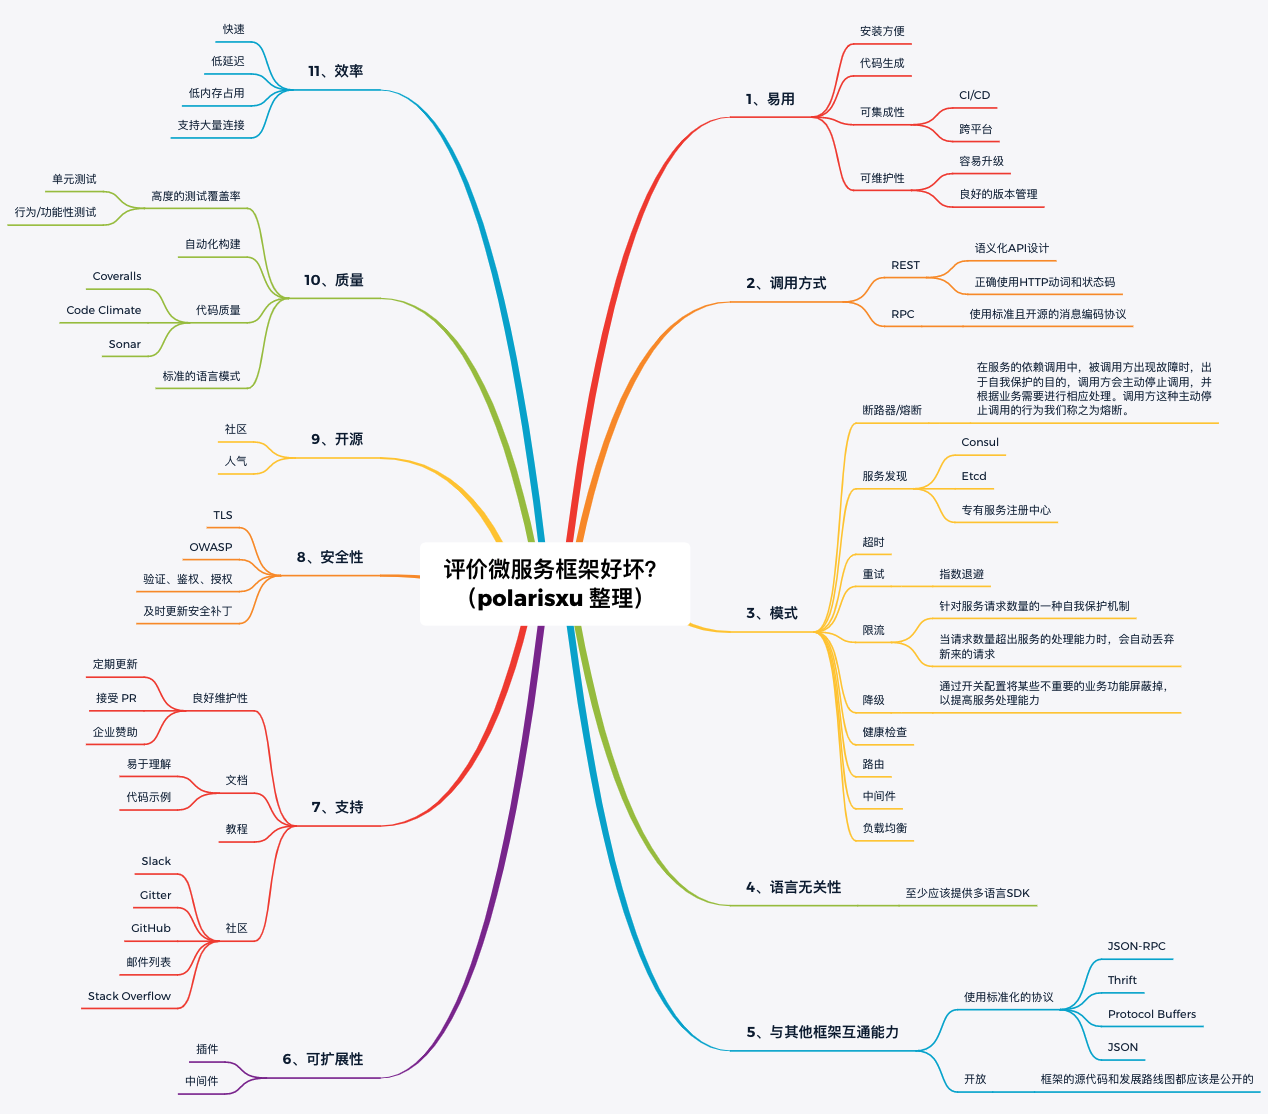 评价微服务框架好坏?
（polarisxu 整理）
1、易用
安装方便
代码生成
可集成性
CI/CD
跨平台
可维护性
容易升级
良好的版本管理
2、调用方式
REST
语义化API设计
正确使用HTTP动词和状态码
RPC
使用标准且开源的消息编码协议
3、模式
断路器/熔断
在服务的依赖调用中，被调用方出现故障时，出
于自我保护的目的，调用方会主动停止调用，并
根据业务需要进行相应处理。调用方这种主动停
止调用的行为我们称之为熔断。
服务发现
Consul
Etcd
专有服务注册中心
超时
重试
指数退避
限流
针对服务请求数量的一种自我保护机制
当请求数量超出服务的处理能力时，会自动丢弃
新来的请求
降级
通过开关配置将某些不重要的业务功能屏蔽掉，
以提高服务处理能力
健康检查
路由
中间件
负载均衡
4、语言无关性
至少应该提供多语言SDK
5、与其他框架互通能力
使用标准化的协议
JSON-RPC
Thrift
Protocol Buffers
JSON
开放
框架的源代码和发展路线图都应该是公开的
6、可扩展性
插件
中间件
7、支持
良好维护性
定期更新
接受 PR
企业赞助
文档
易于理解
代码示例
教程
社区
Slack
Gitter
GitHub
邮件列表
Stack Overflow
8、安全性
TLS
OWASP
验证、鉴权、授权
及时更新安全补丁
9、开源
社区
人气
10、质量
高度的测试覆盖率
单元测试
行为/功能性测试
自动化构建
代码质量
Coveralls
Code Climate
Sonar
标准的语言模式
11、效率
快速
低延迟
低内存占用
支持大量连接